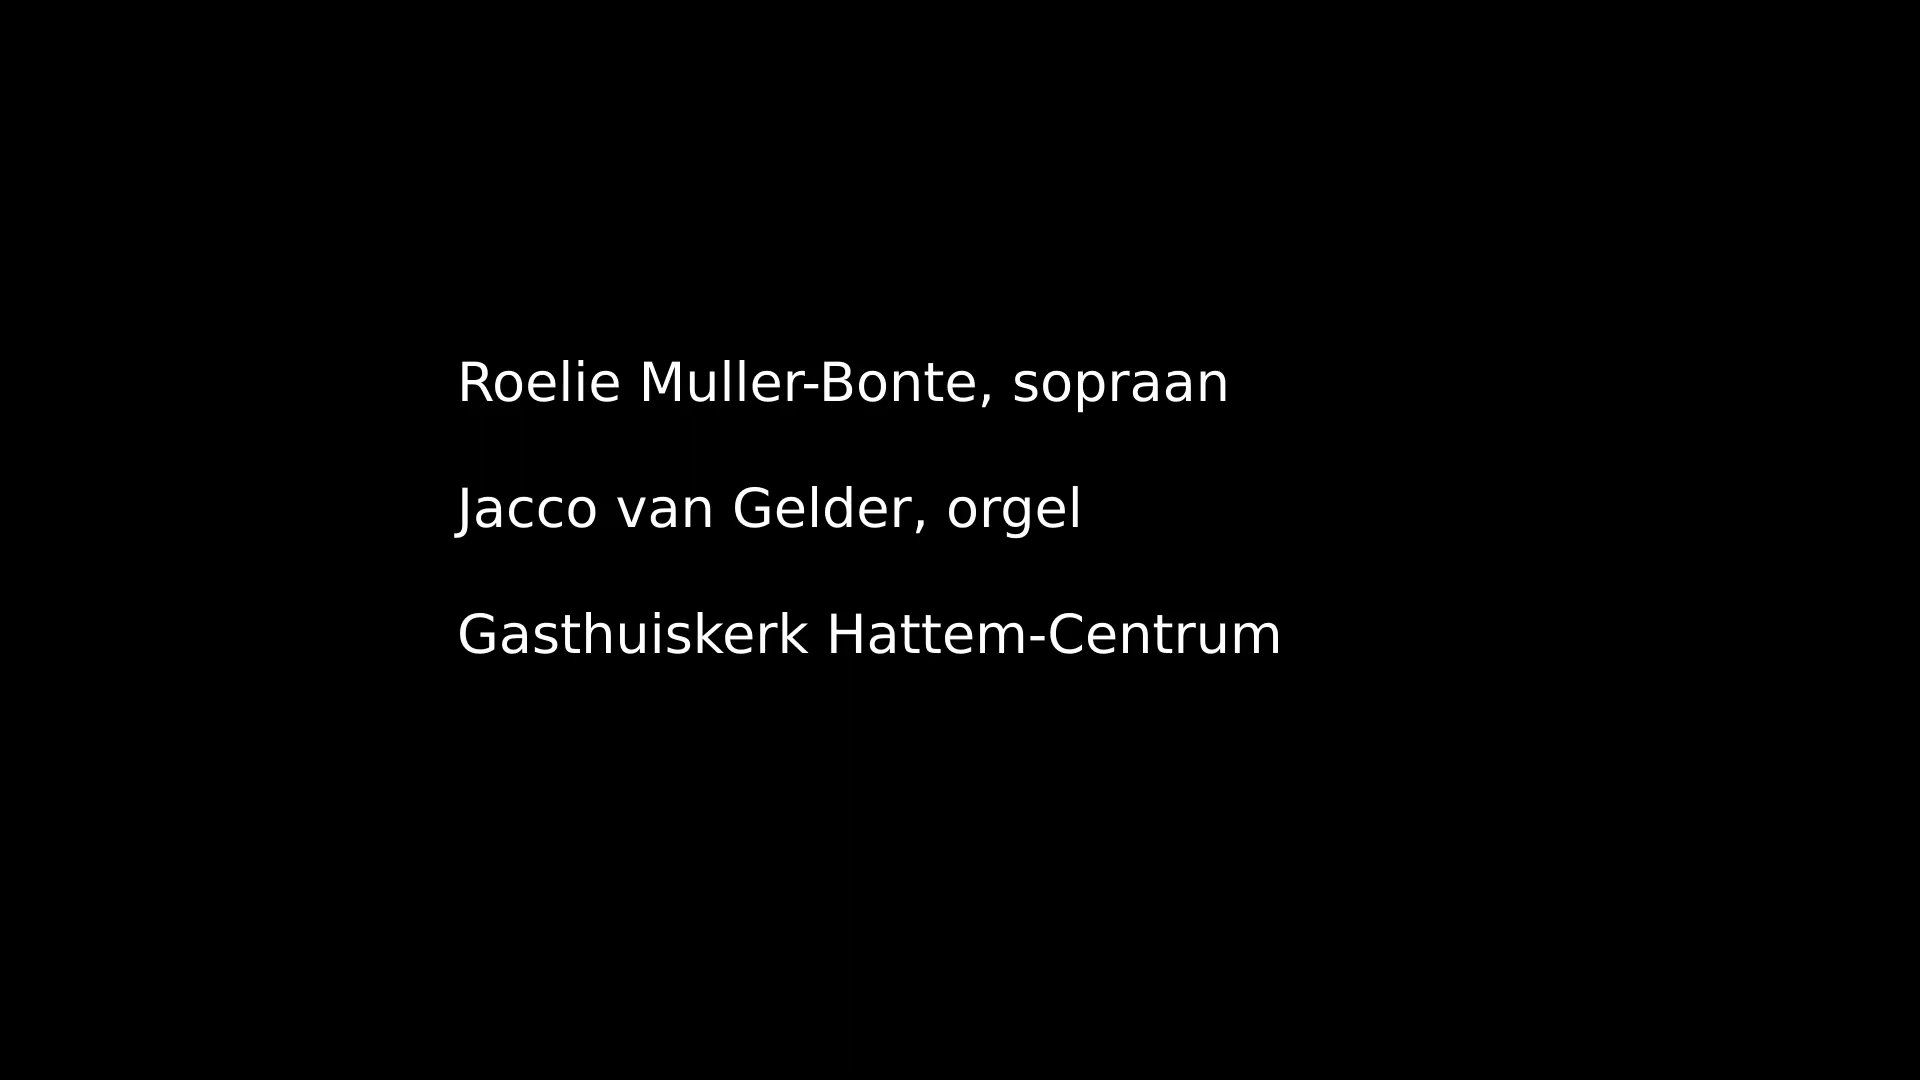 Roelie Muller-Bonte, sopraan
Jacco van Gelder, orgel
Gasthuiskerk Hattem-Centrum